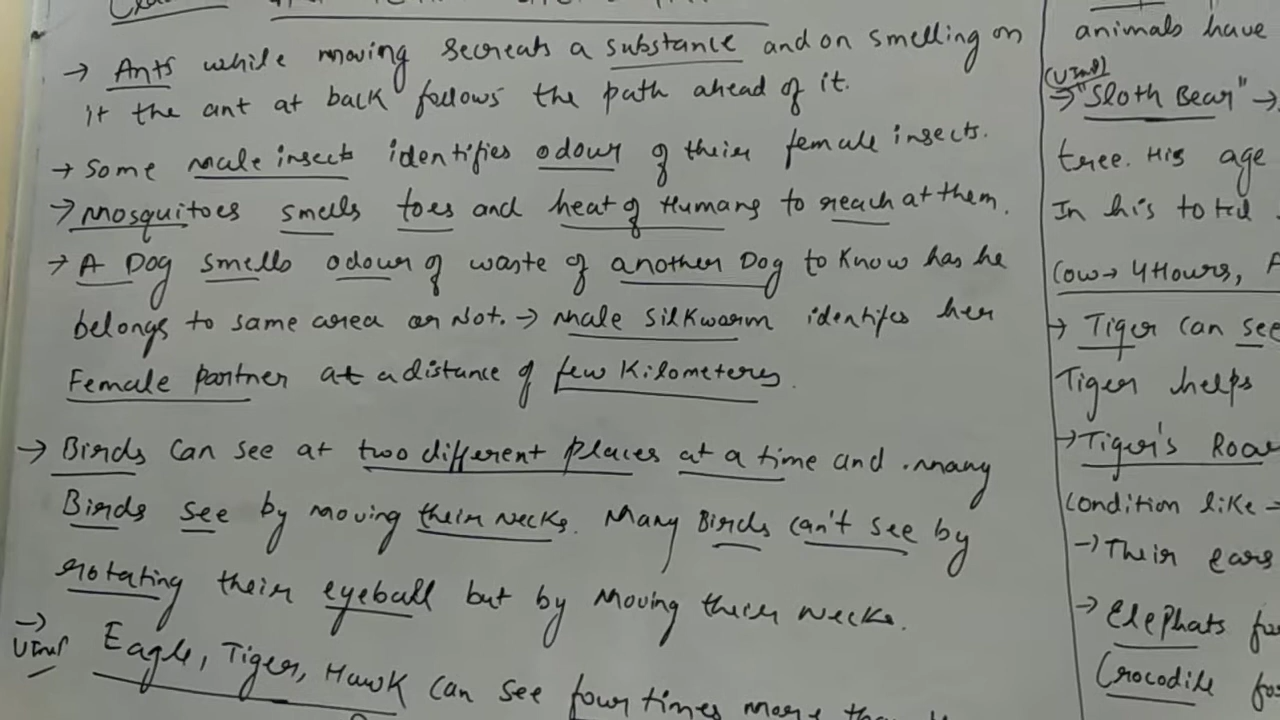 → Ants while moving secreats a substance and on smelling on
it the ant at back follows the path ahead of it.
→ Some male insects identifies odour of their female insects.
→ Mosquitoes smells toes and heat of Humans to reach at them.
→ A Dog smells odour of waste of another Dog to Know has he
belongs to same area or Not. → male silkworm identifes her
Female partner at a distance of few Kilometeres.
→ Birds can see at two different places at a time and many
Birds see by moving their necks. Many Birds can't see by
rotating their eyeball but by moving their necks.
→ Eagle, Tiger, Hawk can see four times more
animals have
→ "Sloth Bear" →
tree. His age
In his total
Cow → 4 Hours,
→ Tiger can see
Tiger helps
→ Tiger's Roar
Condition like
→ Their ears
→ Elephats
Crocodile